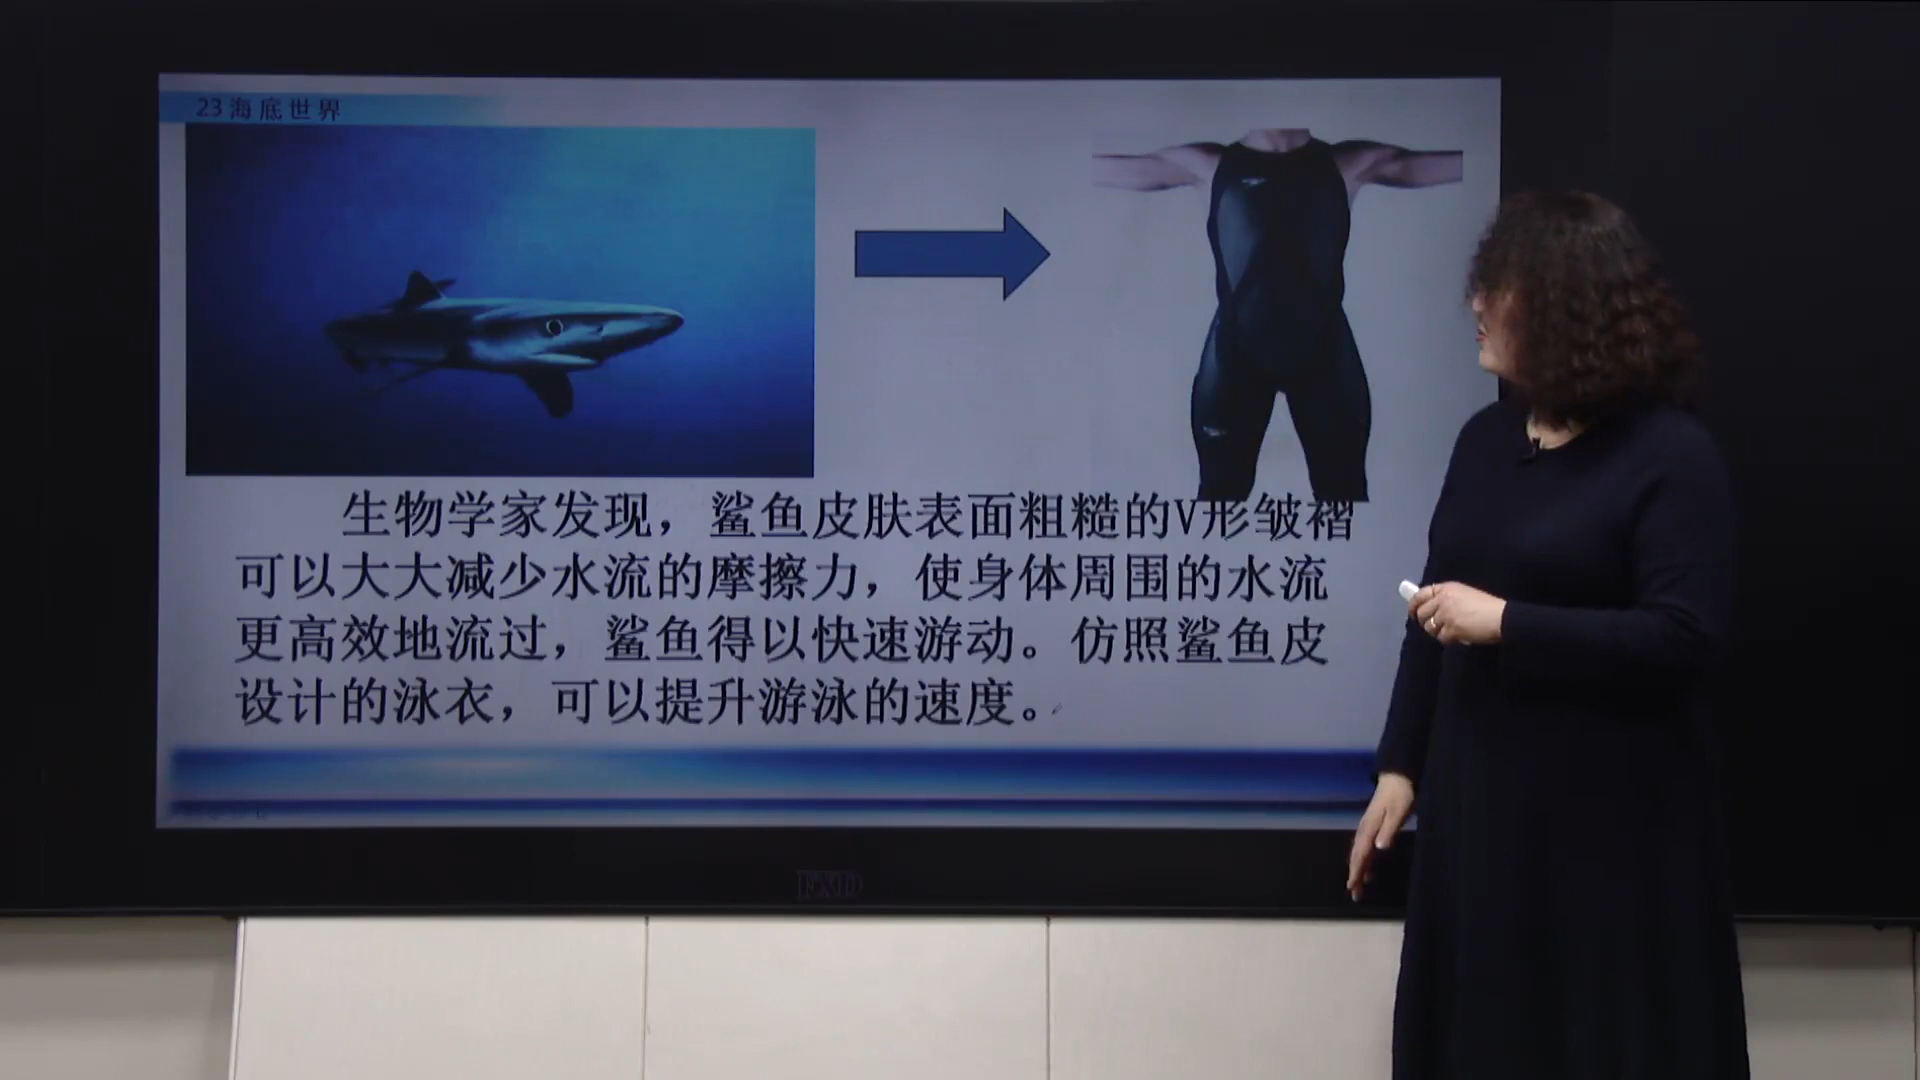 23海底世界
生物学家发现，鲨鱼皮肤表面粗糙的V形皱褶
可以大大减少水流的摩擦力，使身体周围的水流
更高效地流过，鲨鱼得以快速游动。仿照鲨鱼皮
设计的泳衣，可以提升游泳的速度。
FXD